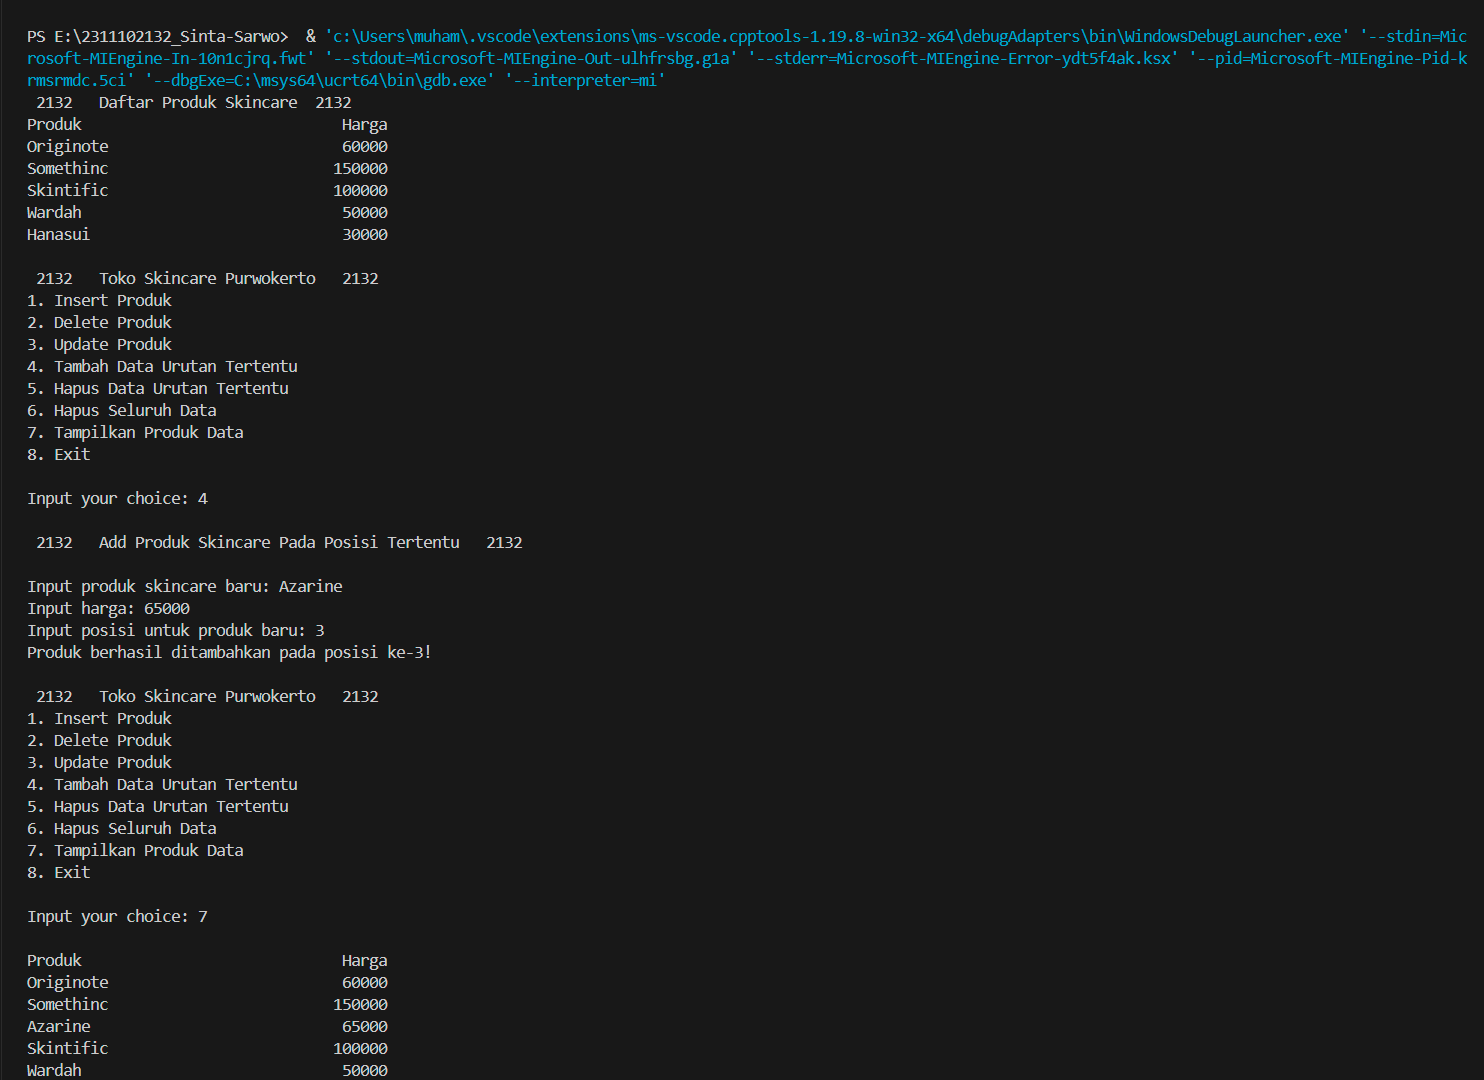 PS E:\2311102132_Sinta-Sarwo>  & 'c:\Users\muham\.vscode\extensions\ms-vscode.cpptools-1.19.8-win32-x64\debugAdapters\bin\WindowsDebugLauncher.exe' '--stdin=Mic
rosoft-MIEngine-In-10n1cjrq.fwt' '--stdout=Microsoft-MIEngine-Out-ulhfrsbg.g1a' '--stderr=Microsoft-MIEngine-Error-ydt5f4ak.ksx' '--pid=Microsoft-MIEngine-Pid-k
rmsrmdc.5ci' '--dbgExe=C:\msys64\ucrt64\bin\gdb.exe' '--interpreter=mi'
2132   Daftar Produk Skincare  2132
Produk                             Harga
Originote                          60000
Somethinc                         150000
Skintific                         100000
Wardah                             50000
Hanasui                            30000
2132   Toko Skincare Purwokerto   2132
1. Insert Produk
2. Delete Produk
3. Update Produk
4. Tambah Data Urutan Tertentu
5. Hapus Data Urutan Tertentu
6. Hapus Seluruh Data
7. Tampilkan Produk Data
8. Exit
Input your choice: 4
2132   Add Produk Skincare Pada Posisi Tertentu   2132
Input produk skincare baru: Azarine
Input harga: 65000
Input posisi untuk produk baru: 3
Produk berhasil ditambahkan pada posisi ke-3!
2132   Toko Skincare Purwokerto   2132
1. Insert Produk
2. Delete Produk
3. Update Produk
4. Tambah Data Urutan Tertentu
5. Hapus Data Urutan Tertentu
6. Hapus Seluruh Data
7. Tampilkan Produk Data
8. Exit
Input your choice: 7
Produk                             Harga
Originote                          60000
Somethinc                         150000
Azarine                            65000
Skintific                         100000
Wardah                             50000